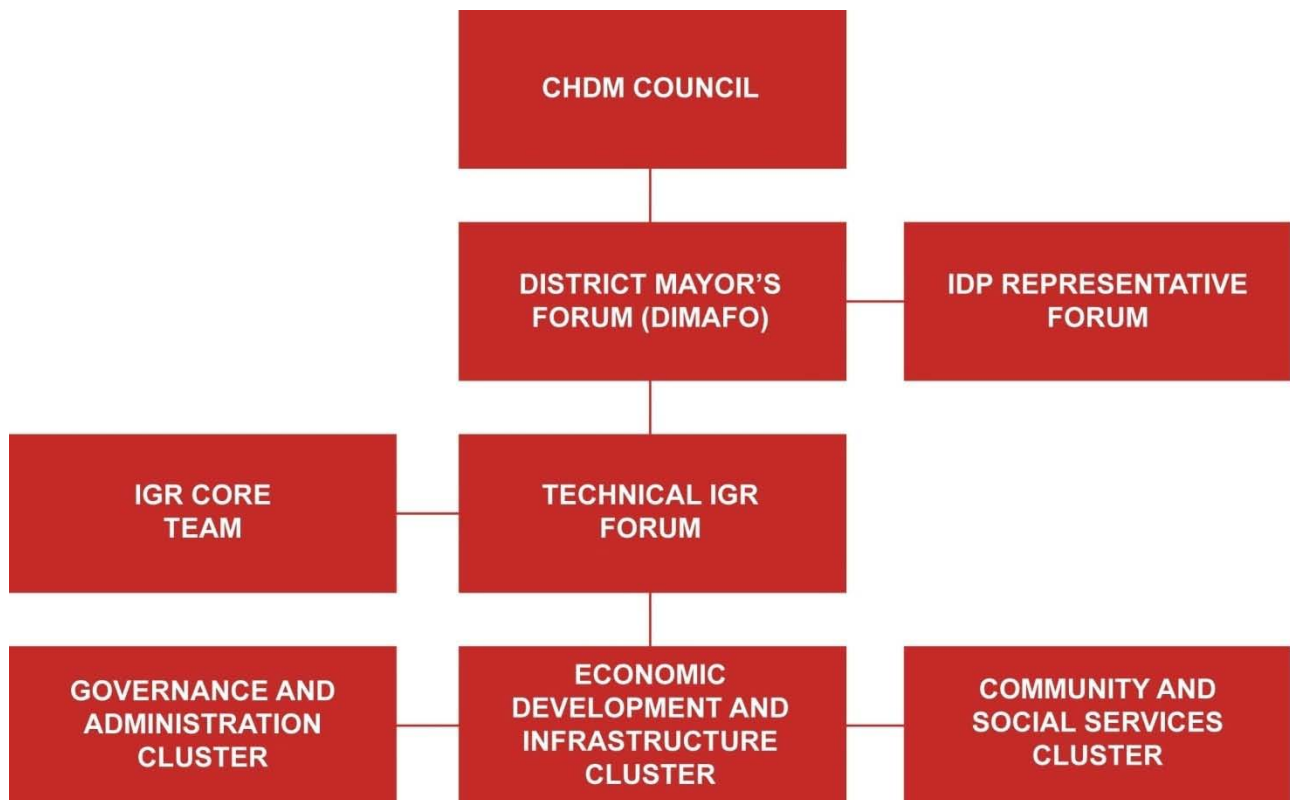 CHDM COUNCIL
DISTRICT MAYOR’S
FORUM (DIMAFO)
IDP REPRESENTATIVE
FORUM
IGR CORE
TEAM
TECHNICAL IGR
FORUM
GOVERNANCE AND
ADMINISTRATION
CLUSTER
ECONOMIC
DEVELOPMENT AND
INFRASTRUCTURE
CLUSTER
COMMUNITY AND
SOCIAL SERVICES
CLUSTER